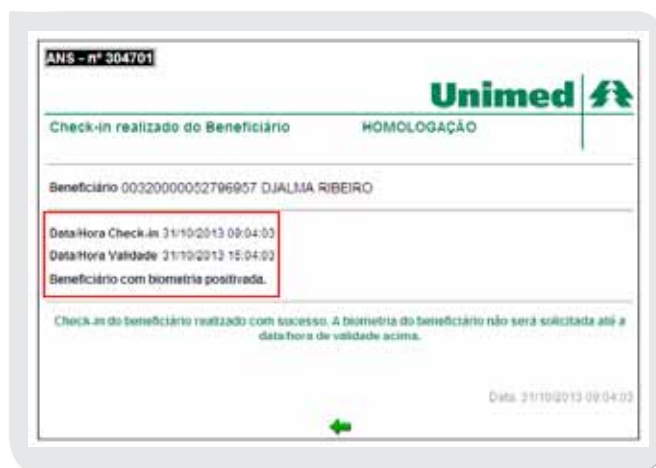 ANS - nº 304701
Unimed
Check-in realizado do Beneficiário HOMOLOGAÇÃO
Beneficiário 00320000052796957 DJALMA RIBEIRO
Data/Hora Check-in 31/10/2013 09:04:03
Data/Hora Validade 31/10/2013 15:04:03
Beneficiário com biometria positivada.
Check-in do beneficiário realizado com sucesso. A biometria do beneficiário não será solicitada até a
data/hora de validade acima.
Data: 31/10/2013 09:04:03